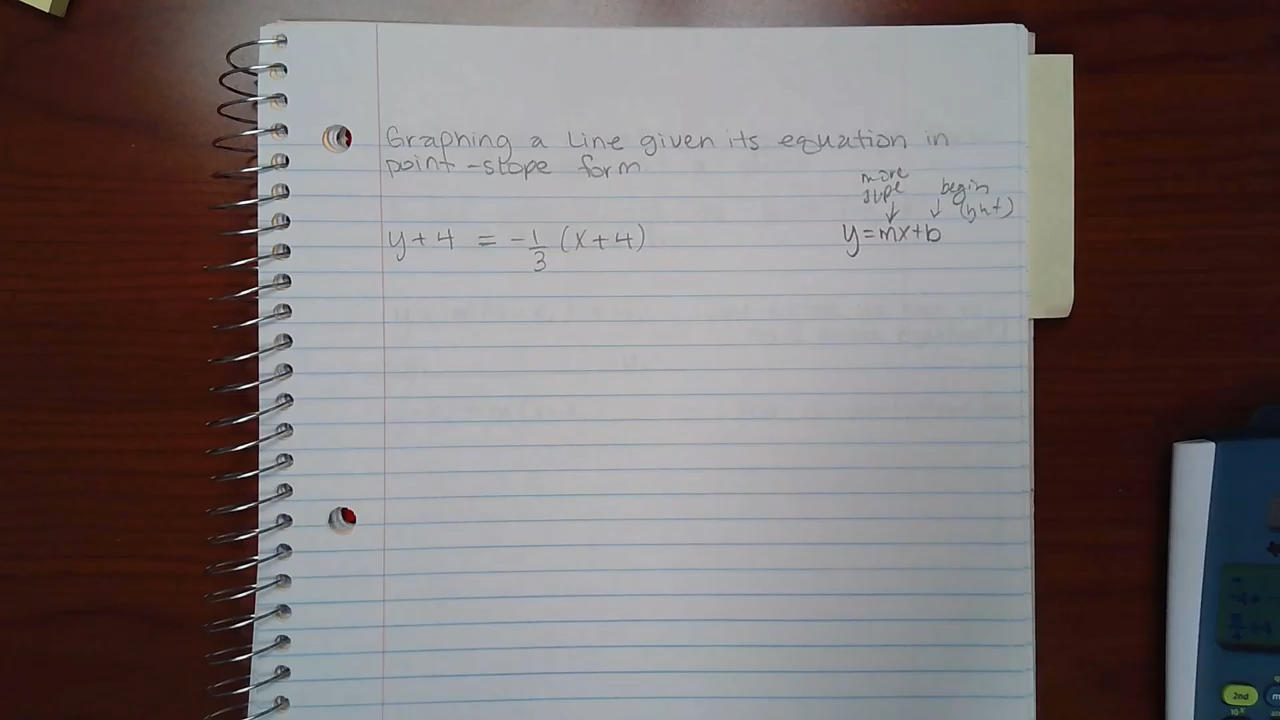 Graphing a Line given its equation in
point-slope form
more
slope
begin
(y int)
y+4 = -1/3 (x+4)
y=mx+b
2nd